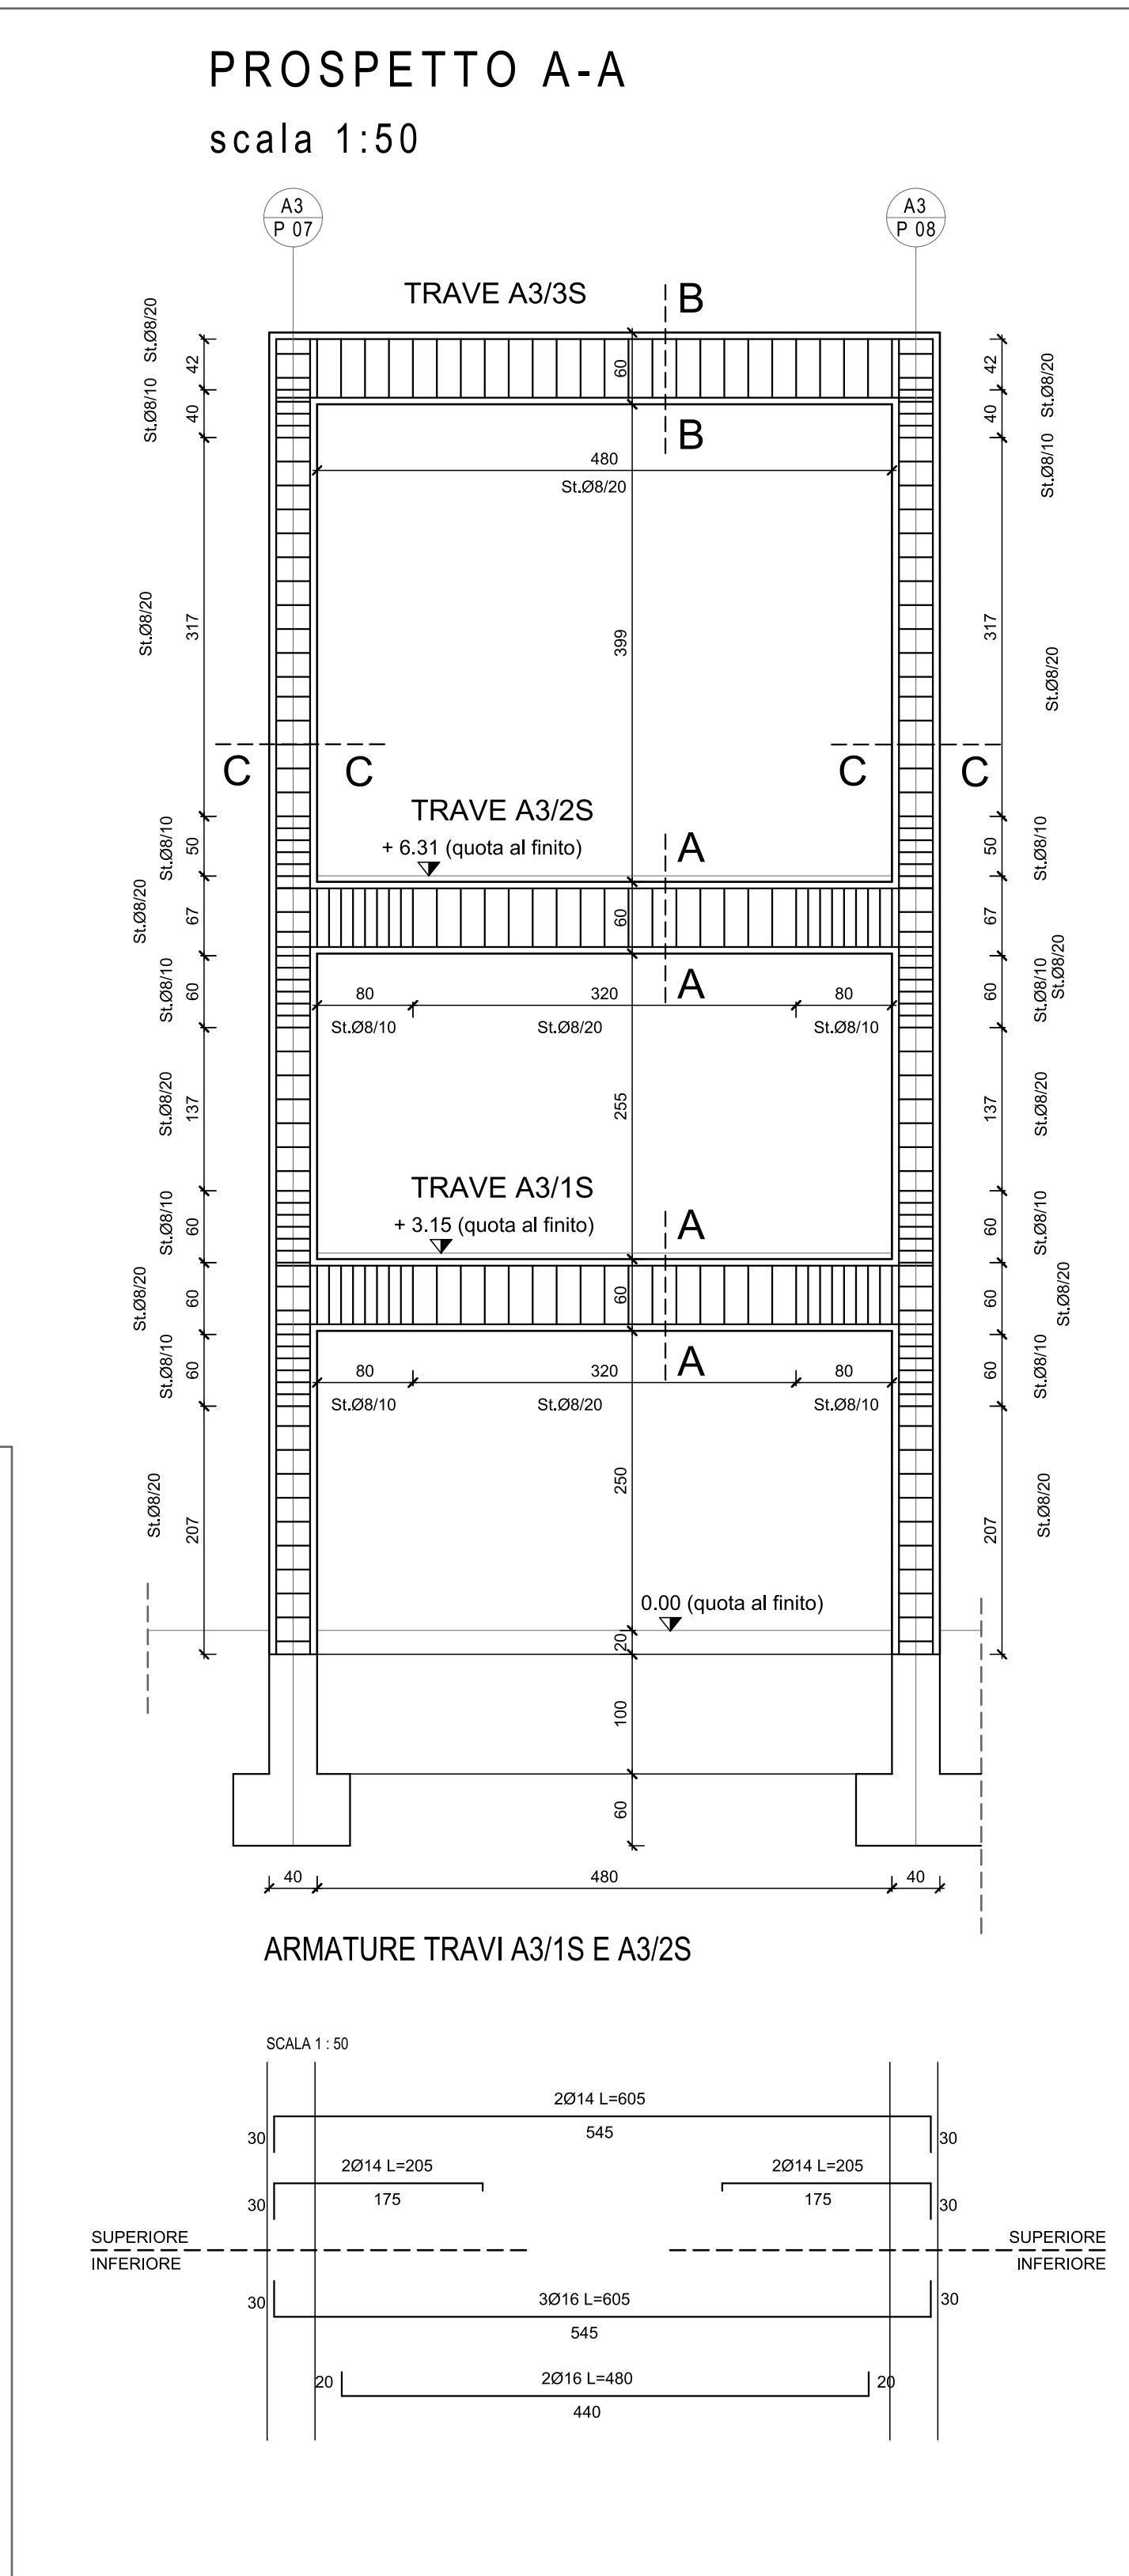 PROSPETTO A-A
scala 1:50
A3
P 07
A3
P 08
TRAVE A3/3S
B
B
St.Ø8/20
42
St.Ø8/10
40
60
42
St.Ø8/20
40
St.Ø8/10
480
St.Ø8/20
St.Ø8/20
317
399
317
St.Ø8/20
C
C
C
C
TRAVE A3/2S
+ 6.31 (quota al finito)
A
St.Ø8/10
50
50
St.Ø8/10
St.Ø8/20
67
60
67
St.Ø8/20
A
St.Ø8/10
60
60
St.Ø8/10
80
320
80
St.Ø8/10
St.Ø8/20
St.Ø8/10
St.Ø8/20
137
255
137
St.Ø8/20
TRAVE A3/1S
+ 3.15 (quota al finito)
A
St.Ø8/10
60
60
St.Ø8/10
St.Ø8/20
60
60
60
St.Ø8/20
A
St.Ø8/10
60
60
St.Ø8/10
80
320
80
St.Ø8/10
St.Ø8/20
St.Ø8/10
St.Ø8/20
207
250
207
St.Ø8/20
0.00 (quota al finito)
20
100
60
40
480
40
ARMATURE TRAVI A3/1S E A3/2S
SCALA 1 : 50
2Ø14 L=605
30
545
30
2Ø14 L=205
2Ø14 L=205
30
175
175
30
SUPERIORE
SUPERIORE
INFERIORE
INFERIORE
30
3Ø16 L=605
30
545
20
2Ø16 L=480
20
440